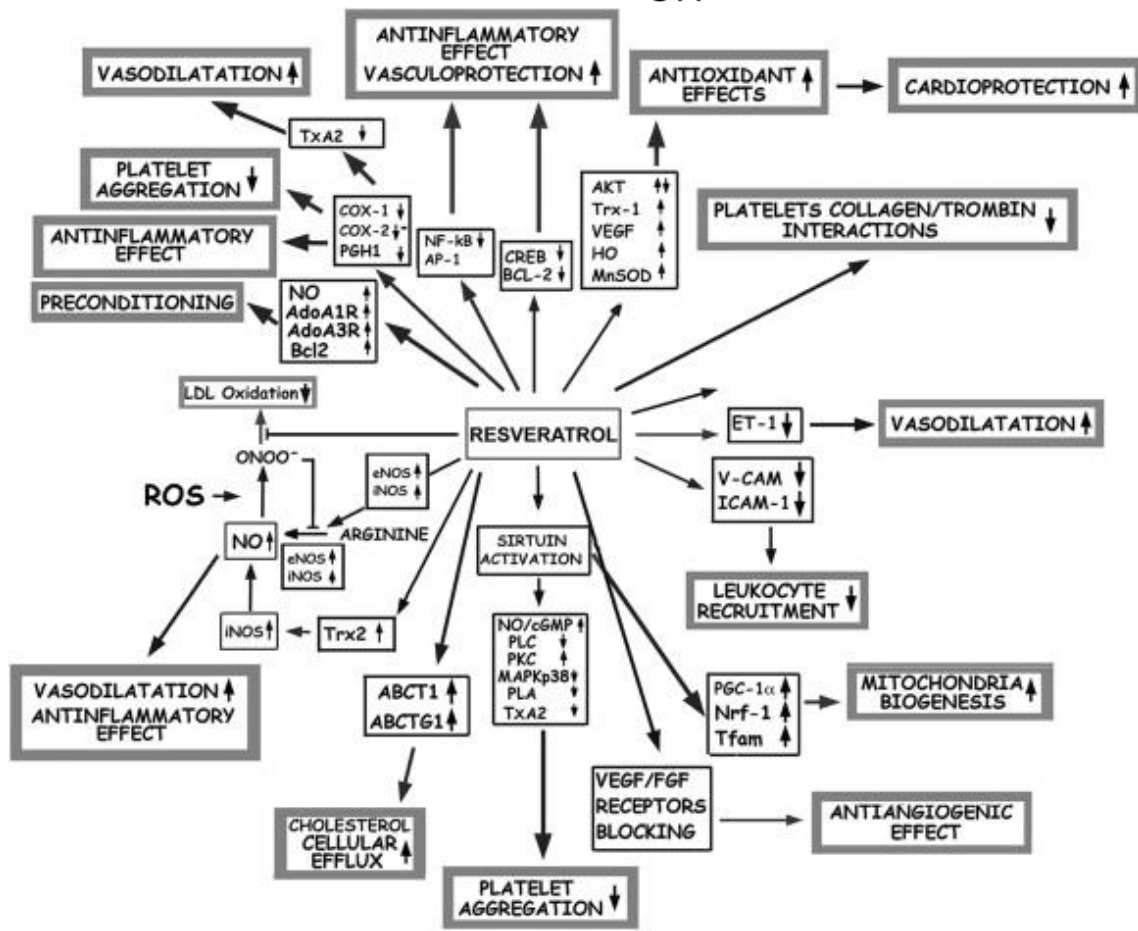 ANTINFLAMMATORY
EFFECT
VASCULOPROTECTION ↑
VASODILATATION ↑
ANTIOXIDANT ↑
EFFECTS
CARDIOPROTECTION ↑
TxA2 ↓
PLATELET
AGGREGATION ↓
ANTINFLAMMATORY
EFFECT
PRECONDITIONING
COX-1 ↓
COX-2 ↓-
PGH1 ↓
NF-kB ↓
AP-1
CREB ↓
BCL-2 ↓
AKT ↑↓
Trx-1 ↑
VEGF ↑
HO ↑
MnSOD ↑
PLATELETS COLLAGEN/TROMBIN
INTERACTIONS ↓
NO ↑
AdoA1R ↑
AdoA3R ↑
Bcl2 ↑
LDL Oxidation ↓
RESVERATROL
ET-1 ↓
VASODILATATION ↑
ONOO⁻
eNOS ↑
iNOS ↑
V-CAM ↓
ICAM-1 ↓
ROS
NO ↑
ARGININE
eNOS ↑
iNOS ↓
SIRTUIN
ACTIVATION
LEUKOCYTE
RECRUITMENT ↓
iNOS ↑
Trx2 ↑
NO/cGMP ↑
PLC ↓
PKC ↑
MAPKp38 ↓
PLA ↓
TxA2 ↓
VASODILATATION ↑
ANTINFLAMMATORY
EFFECT
ABCT1 ↑
ABCTG1 ↑
PGC-1α ↑
Nrf-1 ↑
Tfam ↑
MITOCHONDRIA
BIOGENESIS ↑
VEGF/FGF
RECEPTORS
BLOCKING
ANTIANGIOGENIC
EFFECT
CHOLESTEROL
CELLULAR
EFFLUX ↑
PLATELET
AGGREGATION ↓